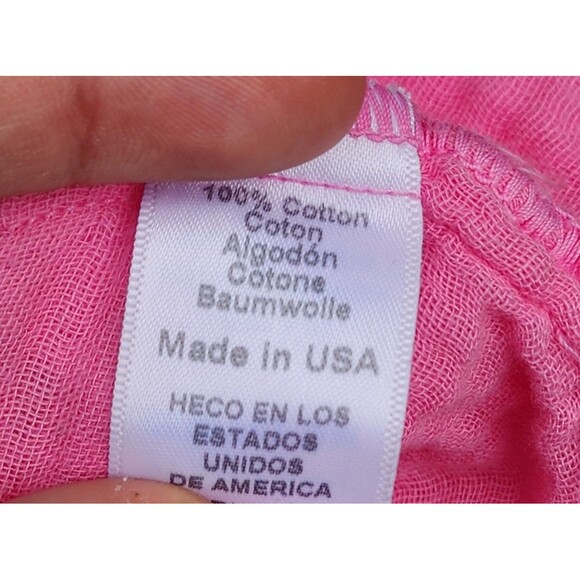 100% Cotton
Coton
Algodón
Cotone
Baumwolle
Made in USA
HECO EN LOS
ESTADOS
UNIDOS
DE AMERICA